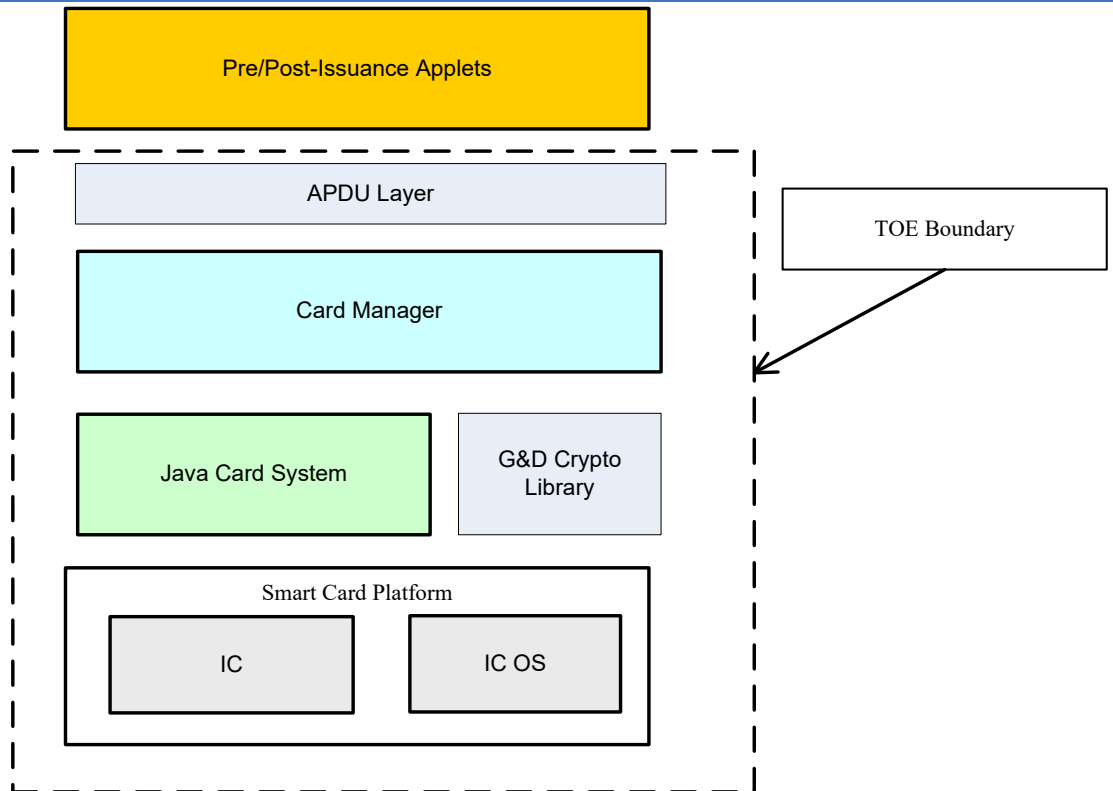 Pre/Post-Issuance Applets
APDU Layer
TOE Boundary
Card Manager
Java Card System
G&D Crypto
Library
Smart Card Platform
IC
IC OS